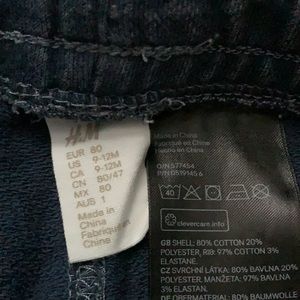 H&M
EUR 80
US 9-12M
CA 9-12M
CN 80/47
MX 80
AUS 1
Made in
China
Fabriqué en
Chine
Made in China
Fabriqué en Chine
Made in China
O/N 577454
P/N 0519145 6
40
clevercare.info
GB SHELL: 80% COTTON 20%
POLYESTER, RIB: 97% COTTON 3%
ELASTANE.
CZ SVRCHNÍ LÁTKA: 80% BAVLNA 20%
POLYESTER, MANŽETA: 97% BAVLNA
3% ELASTAN.
DE OBERMATERIAL: 80% BAUMWOLLE